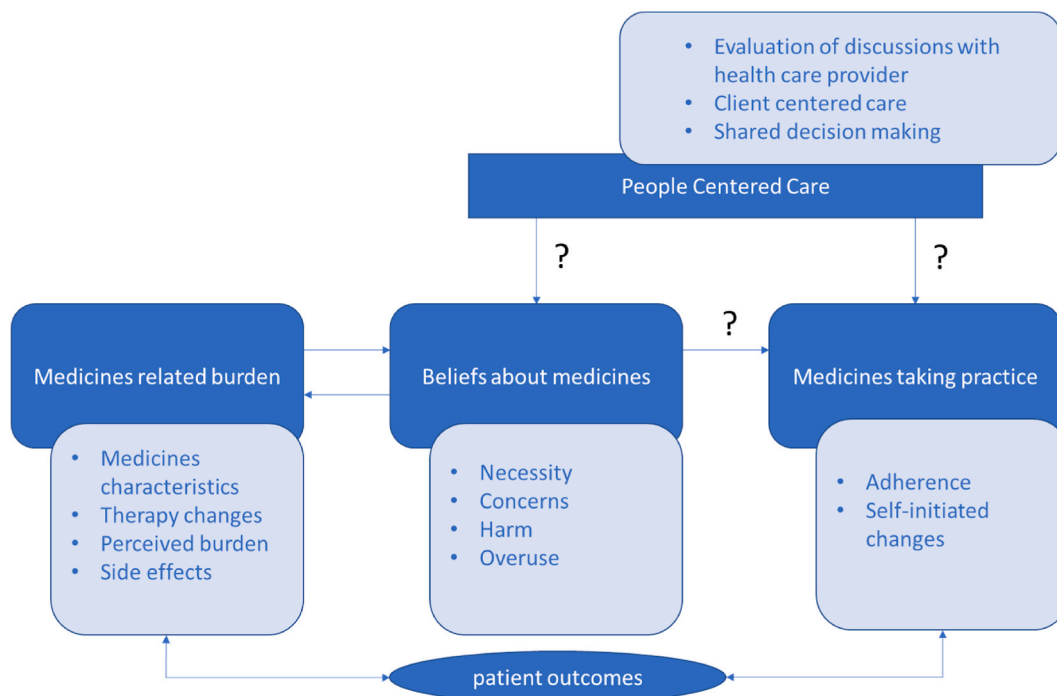 Evaluation of discussions with
health care provider
Client centered care
Shared decision making
People Centered Care
?
?
?
Medicines related burden
Beliefs about medicines
Medicines taking practice
Medicines
characteristics
Therapy changes
Perceived burden
Side effects
Necessity
Concerns
Harm
Overuse
Adherence
Self-initiated
changes
patient outcomes